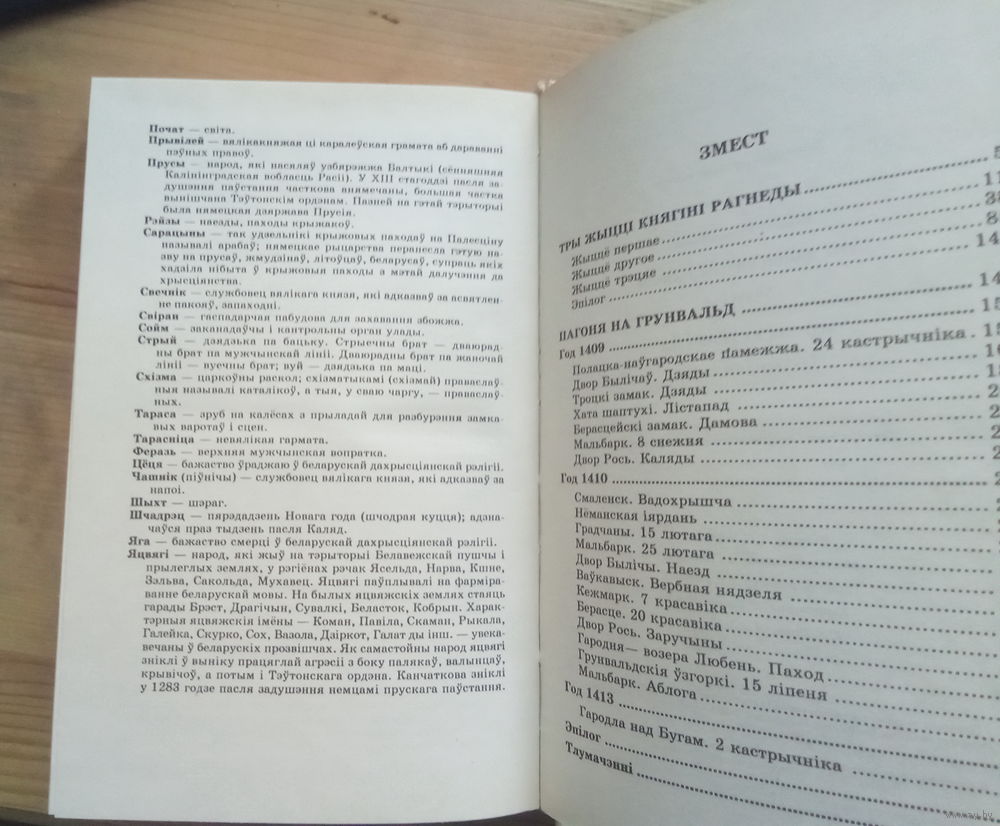 Почат — світа.
Прывілей — вялікакняжая ці каралеўская грамата аб дараванні
пэўных правоў.
Прусы — народ, які насяляў узбярэжжа Балтыкі (сённяшняя
Калінінградская вобласць Расіі). У XIII стагоддзі пасля за-
душэння паўстання часткова анямечаны, большая частка
вынішчана Тэўтонскім ордэнам. Пазней на гэтай тэрыторыі
была нямецкая дзяржава Прусія.
Рэйзы — наезды, паходы крыжакоў.
Сарацыны — так удзельнікі крыжовых паходаў на Палесціну
называлі арабаў; нямецкае рыцарства перанесла гэтую на-
зву на прусаў, жмудзінаў, літоўцаў, беларусаў, супраць якіх
хадзіла нібыта ў крыжовыя паходы з мэтай далучэння да
хрысціянства.
Свечнік — службовец вялікага князя, які адказваў за асвятлен-
не пакояў, запаходні.
Свіран — гаспадарчая пабудова для захавання збожжа.
Сойм — заканадаўчы і кантрольны орган улады.
Стрый — дзядзька па бацьку. Стрыечны брат — дваюрад-
ны брат па мужчынскай лініі. Дваюрадны брат па жаночай
лініі — вуечны брат; вуй — дзядзька па маці.
Схізма — царкоўны раскол; схізматыкамі (схізмай) праваслаў-
ныя называлі каталікоў, а тыя, у сваю чаргу, — праваслаў-
ных.
Тараса — зруб на калёсах з прыладай для разбурэння замка-
вых варотаў і сцен.
Тарасніца — невялікая гармата.
Феразь — верхняя мужчынская вопратка.
Цёця — бажаство ўраджаю ў беларускай дахрысціянскай рэлігіі.
Чашнік (піўнічы) — службовец вялікага князя, які адказваў за
напоі.
Шыхт — шэраг.
Шчадрэц — пярэдадзень Новага года (шчодрая куцця); адзна-
чаўся праз тыдзень пасля Каляд.
Яга — бажаство смерці ў беларускай дахрысціянскай рэлігіі.
Яцвягі — народ, які жыў на тэрыторыі Белавежскай пушчы і
прылеглых землях, у рэгіёнах рэчак Ясельда, Нарва, Кшне,
Зэльва, Сакольда, Мухавец. Яцвягі паўплывалі на фарміра-
ванне беларускай мовы. На былых яцвяжскіх землях стаяць
гарады Брэст, Драгічын, Сувалкі, Беласток, Кобрын. Харак-
тэрныя яцвяжскія імёны — Коман, Павіла, Скаман, Рыкала,
Галейка, Скурко, Сох, Вазола, Дзіркот, Галат ды інш. — увека-
вечаны ў беларускіх прозвішчах. Як самастойны народ яцвягі
зніклі ў выніку працяглай агрэсіі з боку палякаў, валынцаў,
крывічоў, а потым і Тэўтонскага ордэна. Канчаткова зніклі
у 1283 годзе пасля задушэння немцамі прускага паўстання.
ЗМЕСТ
ТРЫ ЖЫЦЦІ КНЯГІНІ РАГНЕДЫ
Жыццё першае
Жыццё другое
Жыццё трэцяе
Эпілог
ПАГОНЯ НА ГРУНВАЛЬД
Год 1409
Полацка-наўгародскае памежжа. 24 кастрычніка
Двор Былічаў. Дзяды
Троцкі замак. Дзяды
Хата шаптухі. Лістапад
Берасцейскі замак. Дамова
Мальбарк. 8 снежня
Двор Рось. Каляды
Год 1410
Смаленск. Вадохрышча
Нёманская іярдань
Градчаны. 15 лютага
Мальбарк. 25 лютага
Двор Былічы. Наезд
Ваўкавыск. Вербная нядзеля
Кежмарк. 7 красавіка
Берасце. 20 красавіка
Двор Рось. Заручыны
Гародня— возера Любень. Паход
Грунвальдскія ўзгоркі. 15 ліпеня
Мальбарк. Аблога
Год 1413
Гародла над Бугам. 2 кастрычніка
Эпілог
Тлумачэнні